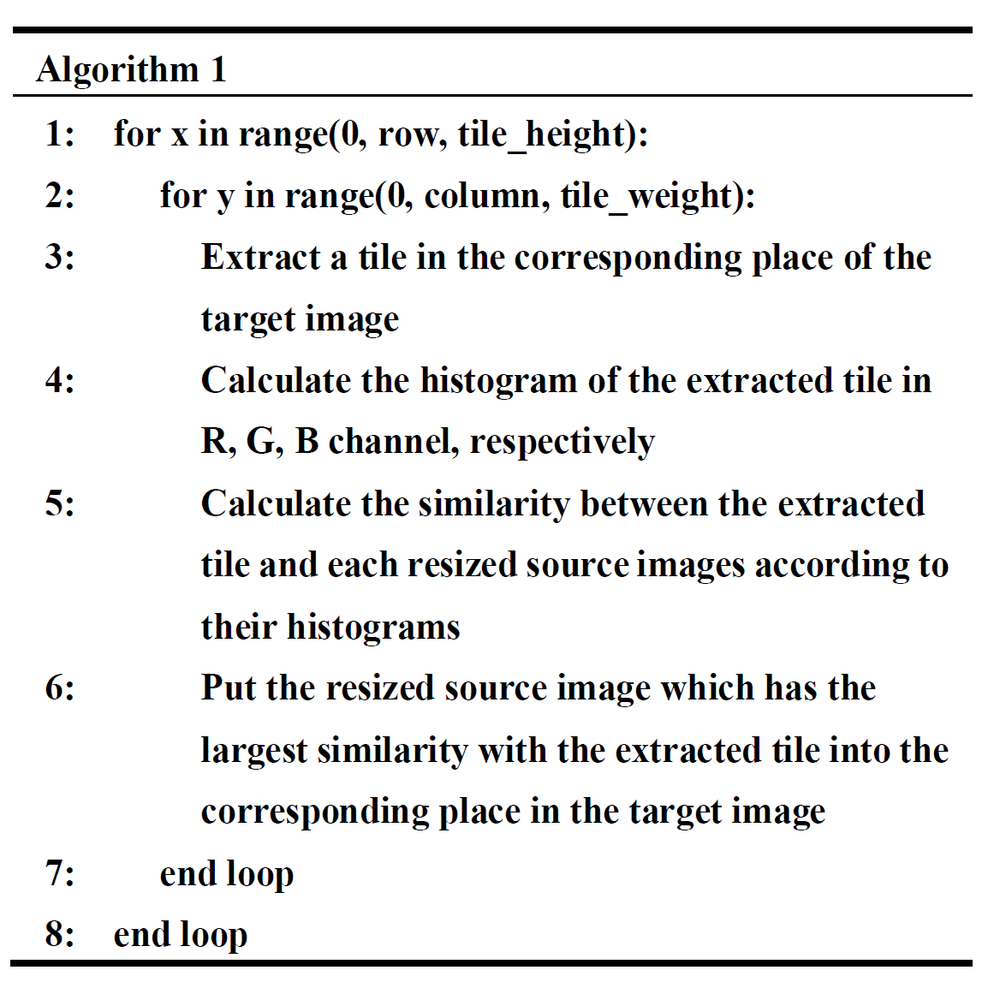 Algorithm 1
1: for x in range(0, row, tile_height):
2: for y in range(0, column, tile_weight):
3: Extract a tile in the corresponding place of the
target image
4: Calculate the histogram of the extracted tile in
R, G, B channel, respectively
5: Calculate the similarity between the extracted
tile and each resized source images according to
their histograms
6: Put the resized source image which has the
largest similarity with the extracted tile into the
corresponding place in the target image
7: end loop
8: end loop